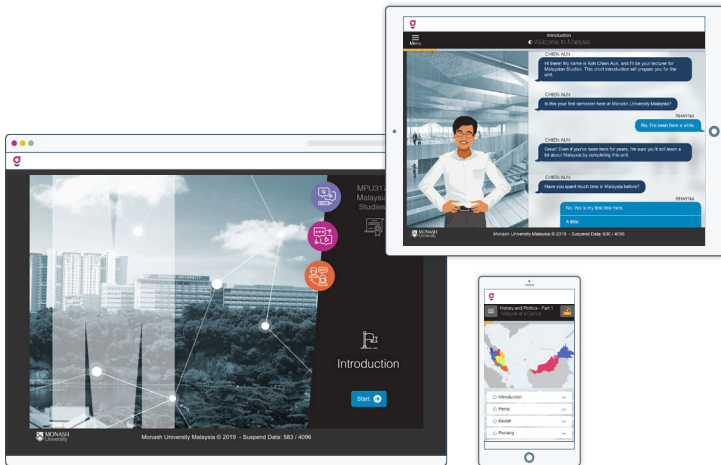 g
MPU312
Malaysia
Studies
Introduction
Start
MONASH
University
Monash University Malaysia © 2019 - Suspend Data: 583 / 4096
g
Menu
Introduction
Welcome to Malaysia
CHIEN AUN
Hi there! My name is Koh Chien Aun, and I'll be your lecturer for
Malaysian Studies. This short introduction will prepare you for the
unit.
CHIEN AUN
Is this your first semester here at Monash University Malaysia?
No, I've been here a while.
CHIEN AUN
Great! Even if you've been here for years, I'm sure you'll still learn a
lot about Malaysia by completing this unit.
CHIEN AUN
Have you spent much time in Malaysia before?
No, this is my first time here.
A little.
MONASH
University
Monash University Malaysia © 2019 - Suspend Data: 630 / 4096
g
History and Politics - Part 1
Malaysia at a Glance
Introduction
Perlis
Kedah
Penang